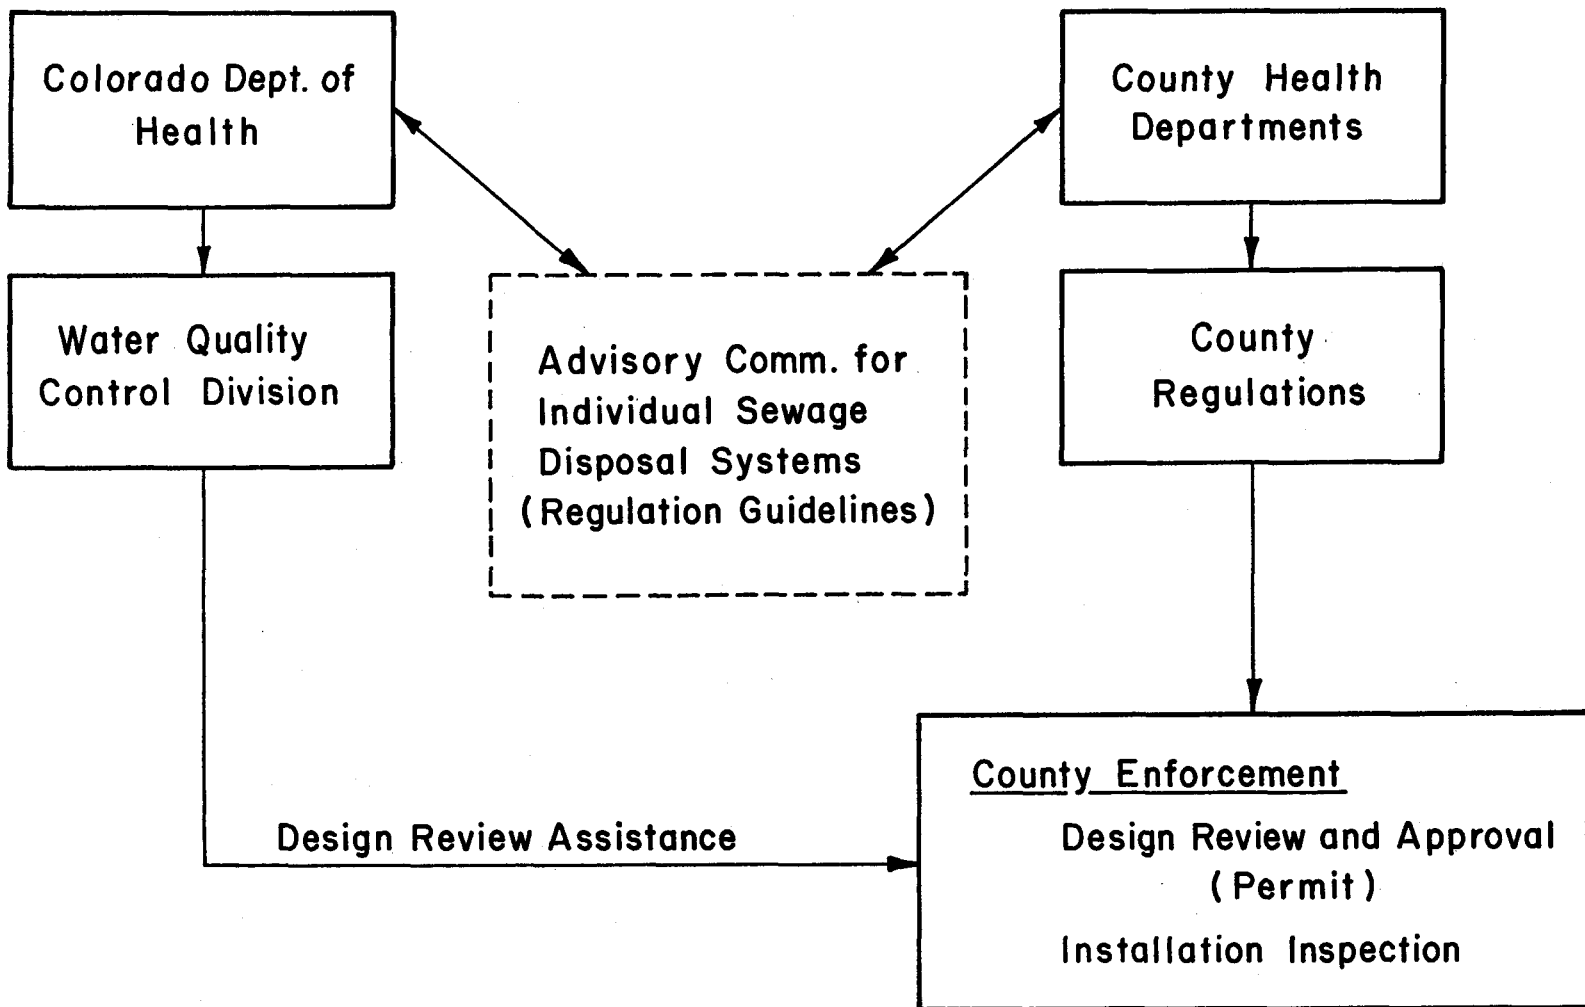 Colorado Dept. of
Health
County Health
Departments
Water Quality
Control Division
Advisory Comm. for
Individual Sewage
Disposal Systems
(Regulation Guidelines)
County
Regulations
Design Review Assistance
County Enforcement
Design Review and Approval
(Permit)
Installation Inspection